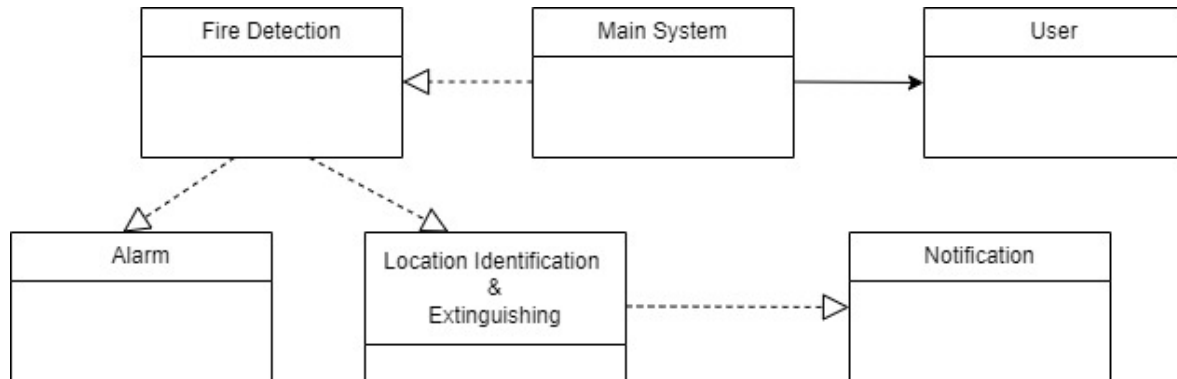 Fire Detection
Main System
User
Alarm
Location Identification
&
Extinguishing
Notification